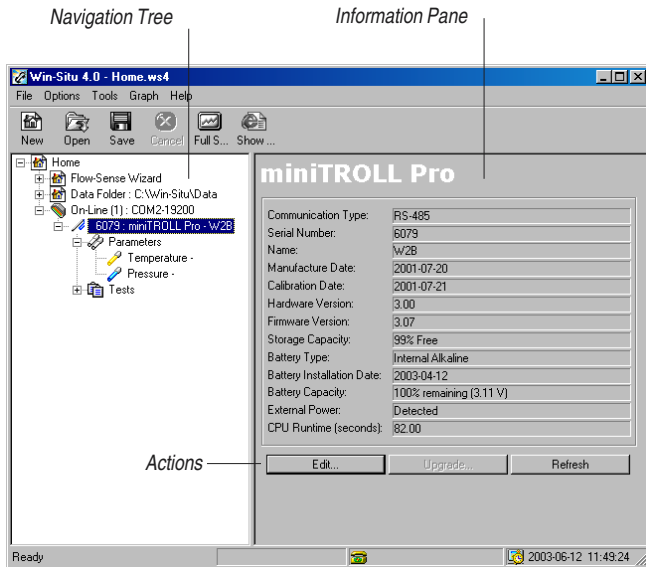 Navigation Tree
Information Pane
Win-Situ 4.0 - Home.ws4
File Options Tools Graph Help
New Open Save Cancel Full S... Show ...
Home
Flow-Sense Wizard
Data Folder : C:\Win-Situ\Data
On-Line (1) : COM2-19200
6079 : miniTROLL Pro - W2B
Parameters
Temperature -
Pressure -
Tests
miniTROLL Pro
Communication Type: RS-485
Serial Number: 6079
Name: W2B
Manufacture Date: 2001-07-20
Calibration Date: 2001-07-21
Hardware Version: 3.00
Firmware Version: 3.07
Storage Capacity: 99% Free
Battery Type: Internal Alkaline
Battery Installation Date: 2003-04-12
Battery Capacity: 100% remaining (3.11 V)
External Power: Detected
CPU Runtime (seconds): 82.00
Actions
Edit... Upgrade... Refresh
Ready 2003-06-12 11:49:24